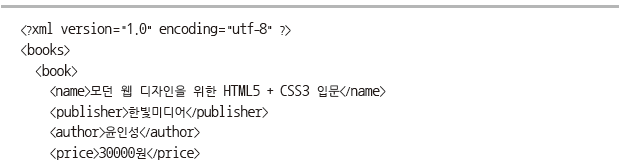 <?xml version="1.0" encoding="utf-8" ?>
<books>
<book>
<name>모던 웹 디자인을 위한 HTML5 + CSS3 입문</name>
<publisher>한빛미디어</publisher>
<author>윤인성</author>
<price>30000원</price>